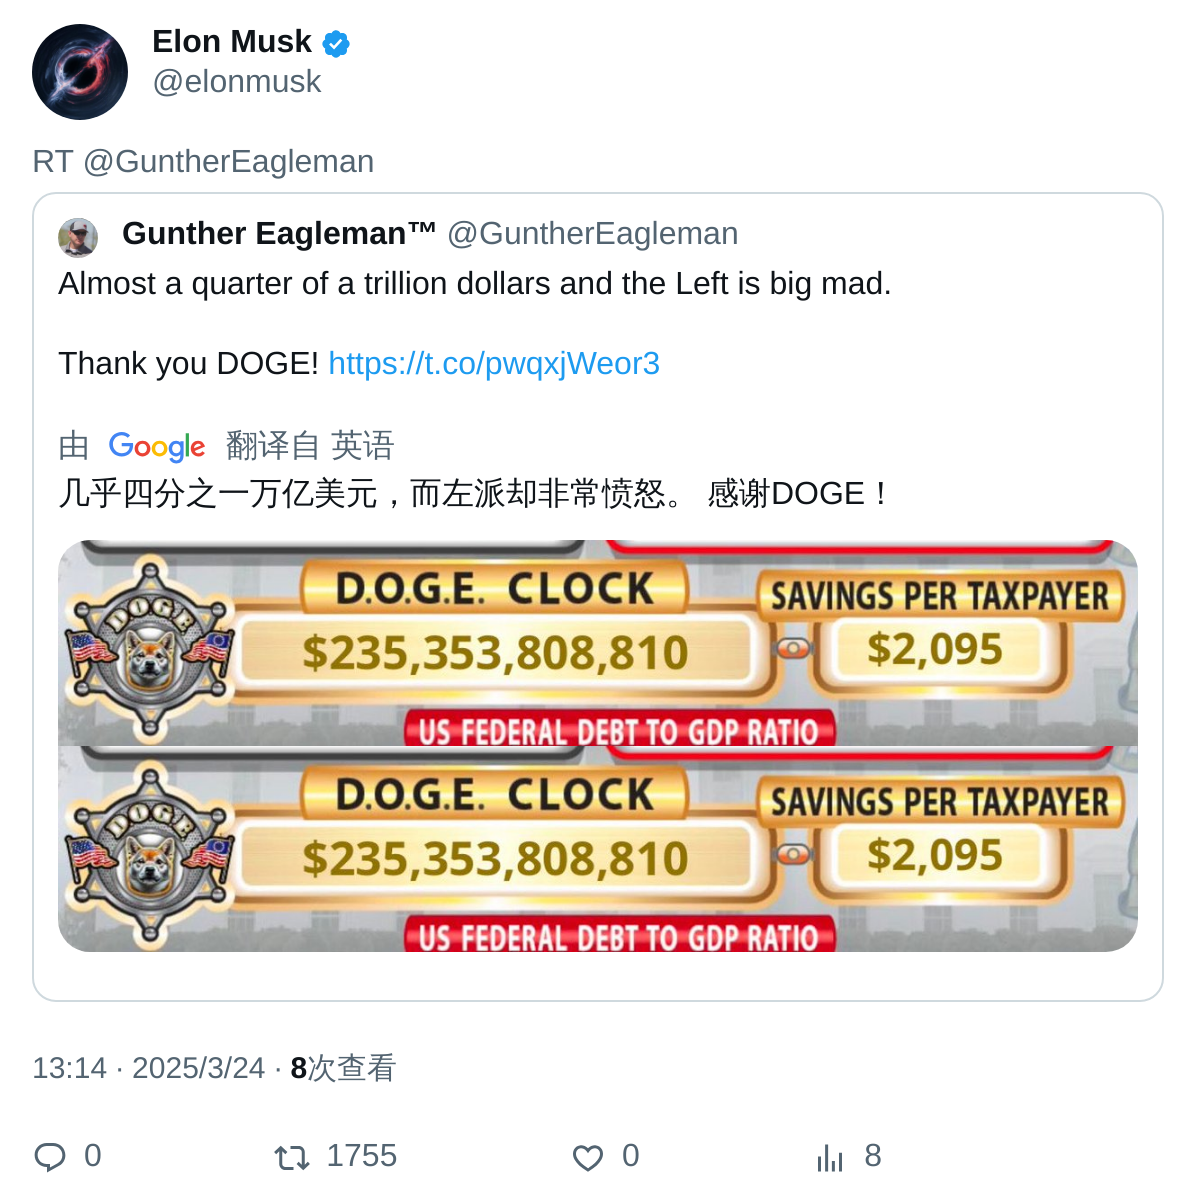 Elon Musk
@elonmusk
RT @GuntherEagleman
Gunther Eagleman™ @GuntherEagleman
Almost a quarter of a trillion dollars and the Left is big mad.
Thank you DOGE! https://t.co/pwqxjWeor3
由 Google 翻译自 英语
几乎四分之一万亿美元，而左派却非常愤怒。 感谢DOGE！
D.O.G.E. CLOCK
SAVINGS PER TAXPAYER
DOGE
$235,353,808,810
$2,095
US FEDERAL DEBT TO GDP RATIO
D.O.G.E. CLOCK
SAVINGS PER TAXPAYER
DOGE
$235,353,808,810
$2,095
US FEDERAL DEBT TO GDP RATIO
13:14 · 2025/3/24 · 8次查看
0 1755 0 8